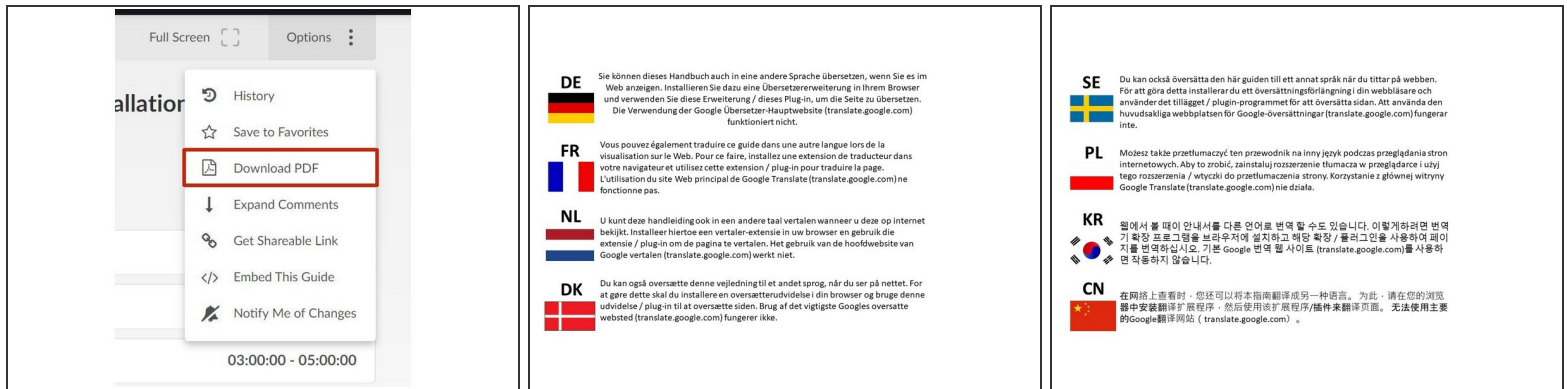 Full Screen
Options
allation
History
Save to Favorites
Download PDF
Expand Comments
Get Shareable Link
Embed This Guide
Notify Me of Changes
03:00:00 - 05:00:00
DE
Sie können dieses Handbuch auch in eine andere Sprache übersetzen, wenn Sie es im
Web anzeigen. Installieren Sie dazu eine Übersetzererweiterung in Ihrem Browser
und verwenden Sie diese Erweiterung / dieses Plug-in, um die Seite zu übersetzen.
Die Verwendung der Google Übersetzer-Hauptwebsite (translate.google.com)
funktioniert nicht.
FR
Vous pouvez également traduire ce guide dans une autre langue lors de la
visualisation sur le Web. Pour ce faire, installez une extension de traducteur dans
votre navigateur et utilisez cette extension / plug-in pour traduire la page.
L'utilisation du site Web principal de Google Translate (translate.google.com) ne
fonctionne pas.
NL
U kunt deze handleiding ook in een andere taal vertalen wanneer u deze op internet
bekijkt. Installeer hiertoe een vertaler-extensie in uw browser en gebruik die
extensie / plug-in om de pagina te vertalen. Het gebruik van de hoofdwebsite van
Google vertalen (translate.google.com) werkt niet.
DK
Du kan også oversætte denne vejledning til et andet sprog, når du ser på nettet. For
at gøre dette skal du installere en oversætterudvidelse i din browser og bruge denne
udvidelse / plug-in til at oversætte siden. Brug af det vigtigste Googles oversatte
websted (translate.google.com) fungerer ikke.
SE
Du kan också översätta den här guiden till ett annat språk när du tittar på webben.
För att göra detta installerar du ett översättningsförlängning i din webbläsare och
använder det tillägget / plugin-programmet för att översätta sidan. Att använda den
huvudsakliga webbplatsen för Google-översättningar (translate.google.com) fungerar
inte.
PL
Możesz także przetłumaczyć ten przewodnik na inny język podczas przeglądania stron
internetowych. Aby to zrobić, zainstaluj rozszerzenie tłumacza w przeglądarce i użyj
tego rozszerzenia / wtyczki do przetłumaczenia strony. Korzystanie z głównej witryny
Google Translate (translate.google.com) nie działa.
KR
웹에서 볼 때이 안내서를 다른 언어로 번역 할 수도 있습니다. 이렇게하려면 번역
기 확장 프로그램을 브라우저에 설치하고 해당 확장 / 플러그인을 사용하여 페이
지를 번역하십시오. 기본 Google 번역 웹 사이트 (translate.google.com)를 사용하
면 작동하지 않습니다.
CN
在网络上查看时，您还可以将本指南翻译成另一种语言。 为此，请在您的浏览
器中安装翻译扩展程序，然后使用该扩展程序/插件来翻译页面。 无法使用主要
的Google翻译网站（ translate.google.com）。